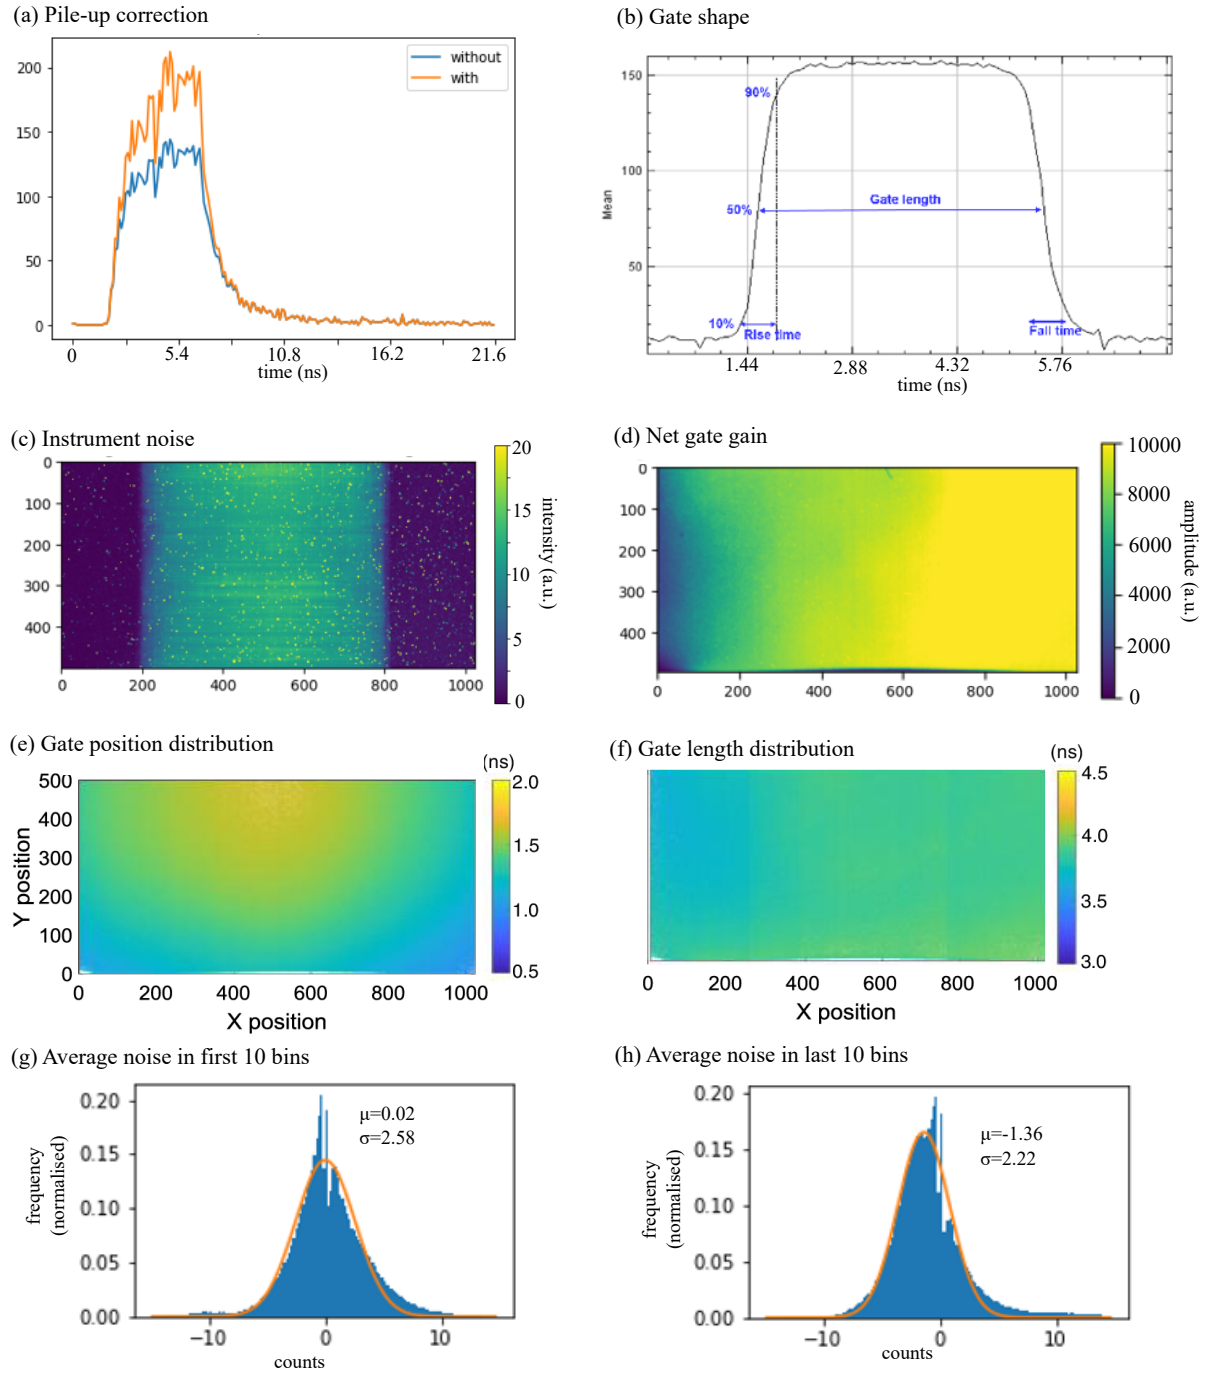 (a) Pile-up correction
200
150
100
50
0
without
with
0 5.4 10.8 16.2 21.6
time (ns)
(b) Gate shape
150
100
50
Mean
90%
50%
10%
Gate length
Rise time
Fall time
1.44 2.88 4.32 5.76
time (ns)
(c) Instrument noise
0
100
200
300
400
0 200 400 600 800 1000
20
15
10
5
0
intensity (a.u.)
(d) Net gate gain
0
100
200
300
400
0 200 400 600 800 1000
10000
8000
6000
4000
2000
0
amplitude (a.u.)
(e) Gate position distribution
(ns)
500
400
300
200
100
0
Y position
0 200 400 600 800 1000
X position
2.0
1.5
1.0
0.5
(f) Gate length distribution
(ns)
4.5
4.0
3.5
3.0
0 200 400 600 800 1000
X position
(g) Average noise in first 10 bins
0.20
0.15
0.10
0.05
0.00
frequency
(normalised)
μ=0.02
σ=2.58
−10 0 10
counts
(h) Average noise in last 10 bins
0.20
0.15
0.10
0.05
0.00
frequency
(normalised)
μ=-1.36
σ=2.22
−10 0 10
counts